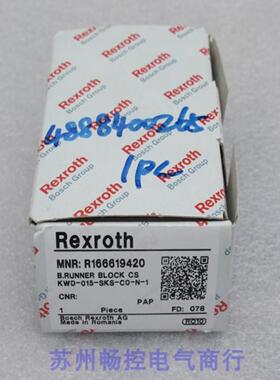 Rexroth
Bosch Group
Rexroth
Bosch Group
Rexroth
Bosch Group
4888400265
1pc
Rexroth
MNR: R166619420
B.RUNNER BLOCK CS
KWD-015-SKS-C0-N-1
CNR:
PAP
1 Piece
FD: 078
Bosch Rexroth AG
Made in Romania
苏州畅控电气商行